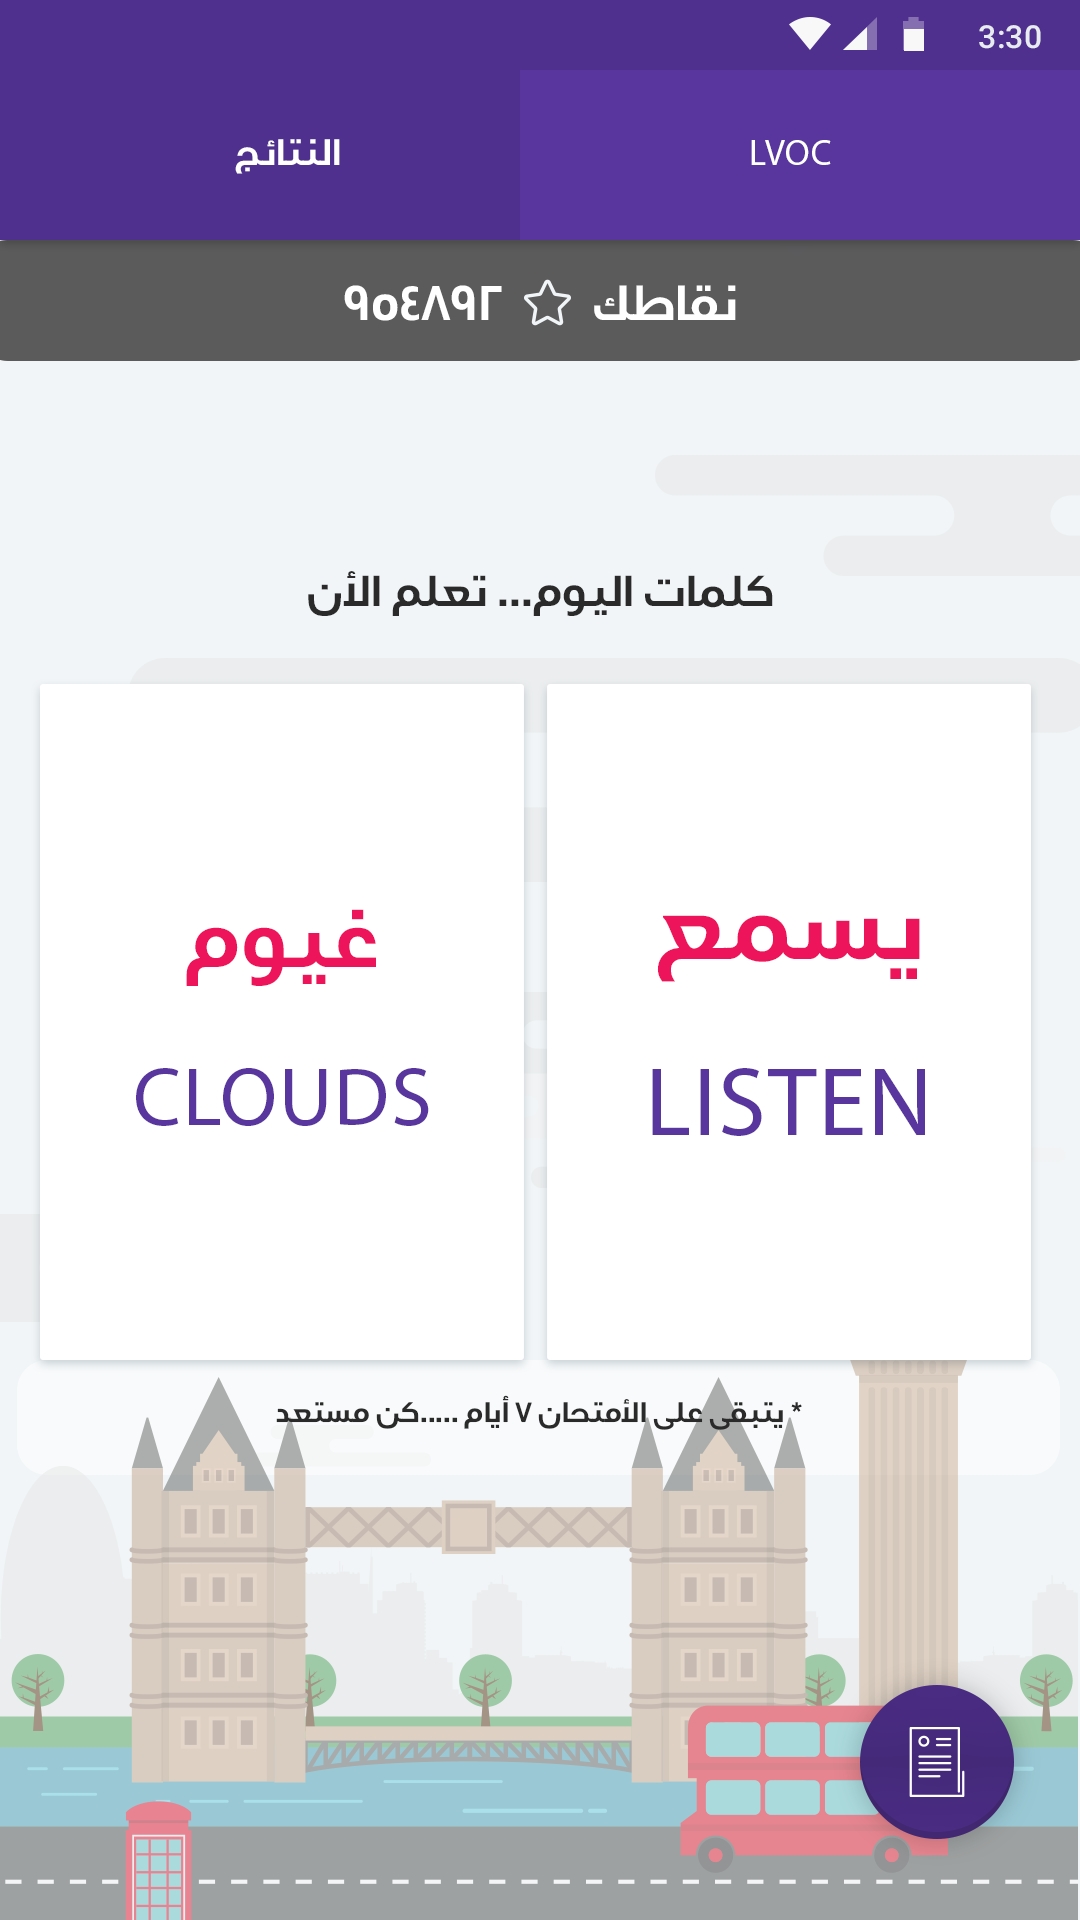 3:30
LVOC
النتائج
نقاطك ٩٥٤٨٩٢
كلمات اليوم... تعلم الأن
يسمع
LISTEN
غيوم
CLOUDS
* يتبقى على الأمتحان ٧ أيام .....كن مستعد